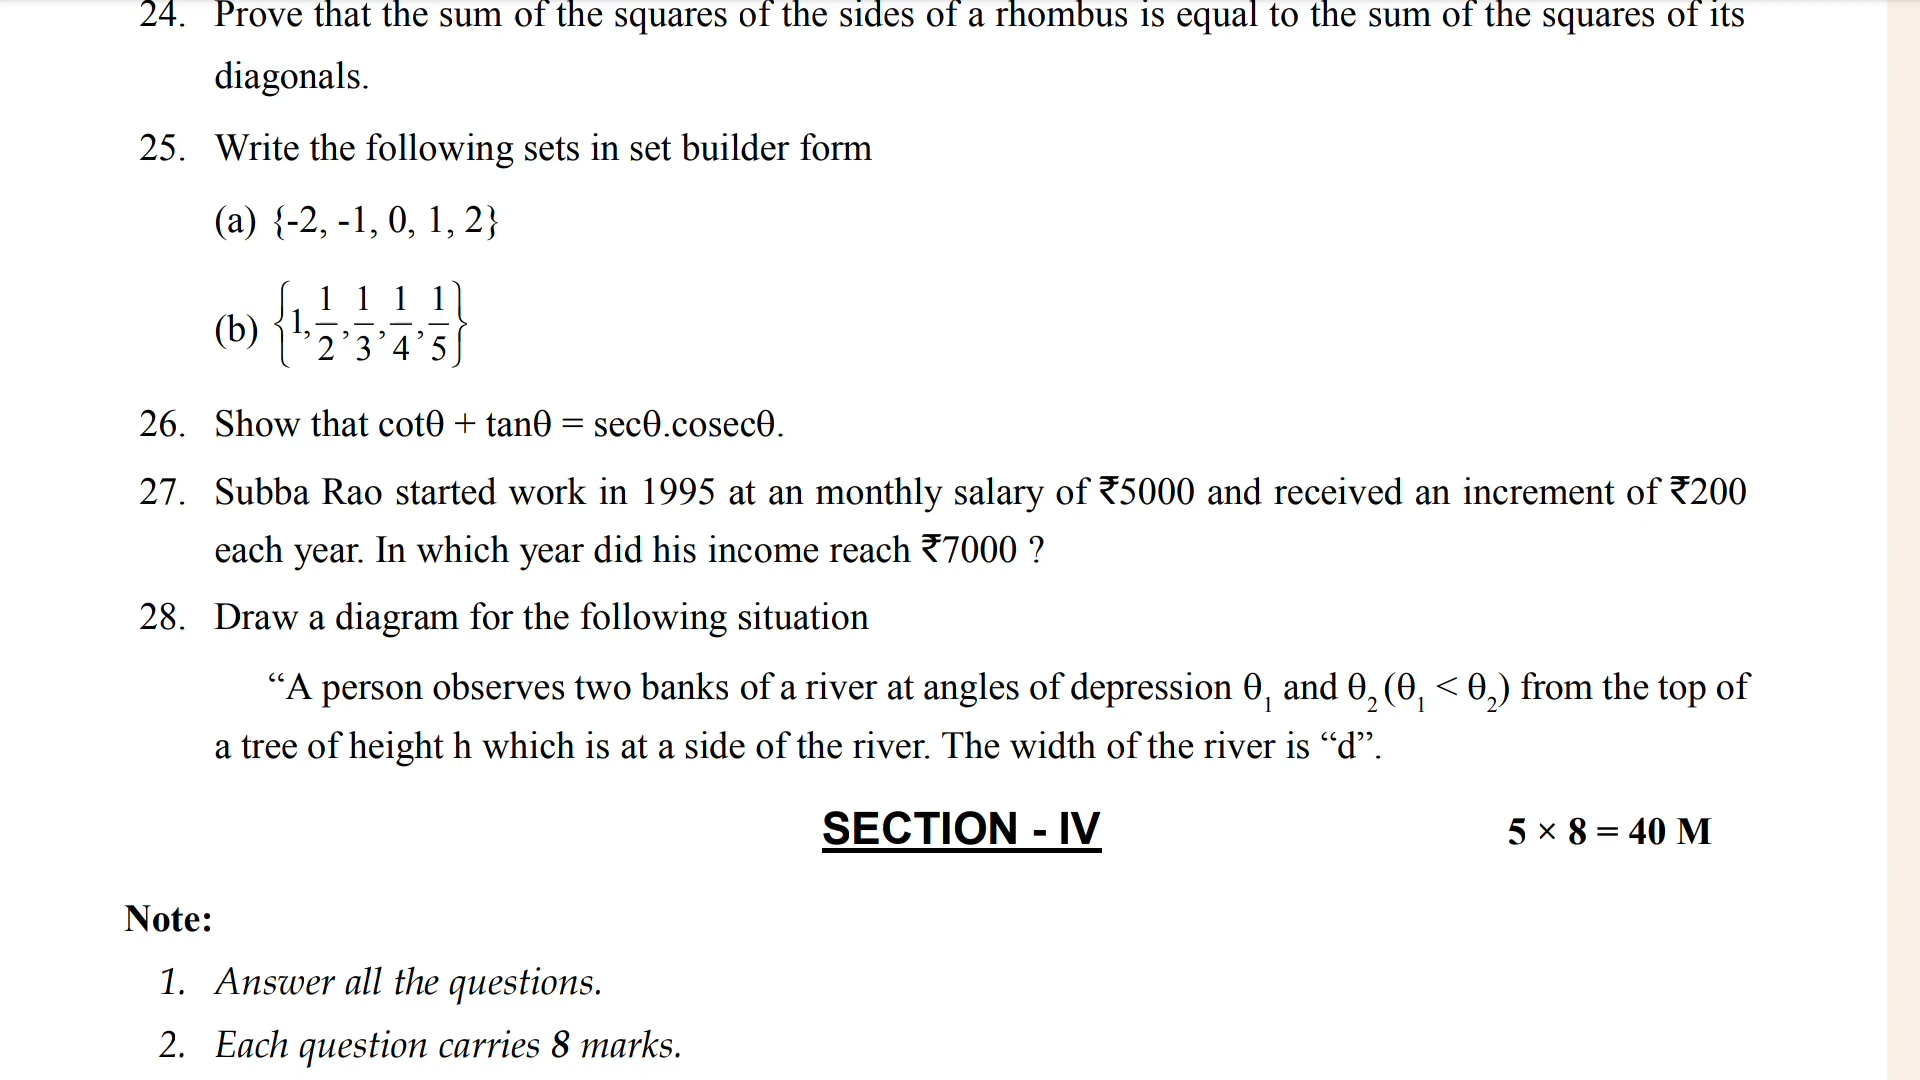 24. Prove that the sum of the squares of the sides of a rhombus is equal to the sum of the squares of its
diagonals.
25. Write the following sets in set builder form
(a) {-2, -1, 0, 1, 2}
(b) {1, 1/2, 1/3, 1/4, 1/5}
26. Show that cotθ + tanθ = secθ.cosecθ.
27. Subba Rao started work in 1995 at an monthly salary of ₹5000 and received an increment of ₹200
each year. In which year did his income reach ₹7000 ?
28. Draw a diagram for the following situation
“A person observes two banks of a river at angles of depression θ₁ and θ₂ (θ₁ < θ₂) from the top of
a tree of height h which is at a side of the river. The width of the river is “d”.
SECTION - IV 5 × 8 = 40 M
Note:
1. Answer all the questions.
2. Each question carries 8 marks.